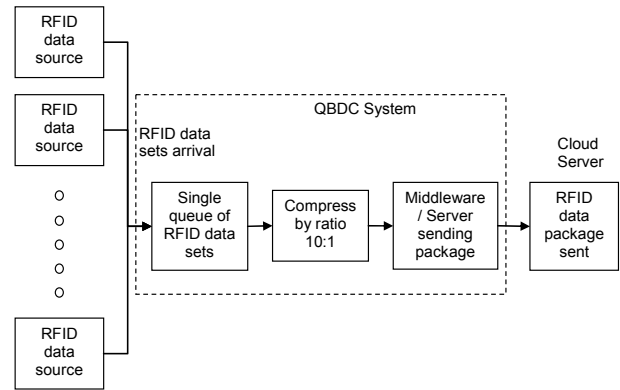 RFID
data
source
RFID
data
source
RFID
data
source
QBDC System
RFID data
sets arrival
Single
queue of
RFID data
sets
Compress
by ratio
10:1
Middleware
/ Server
sending
package
Cloud
Server
RFID
data
package
sent